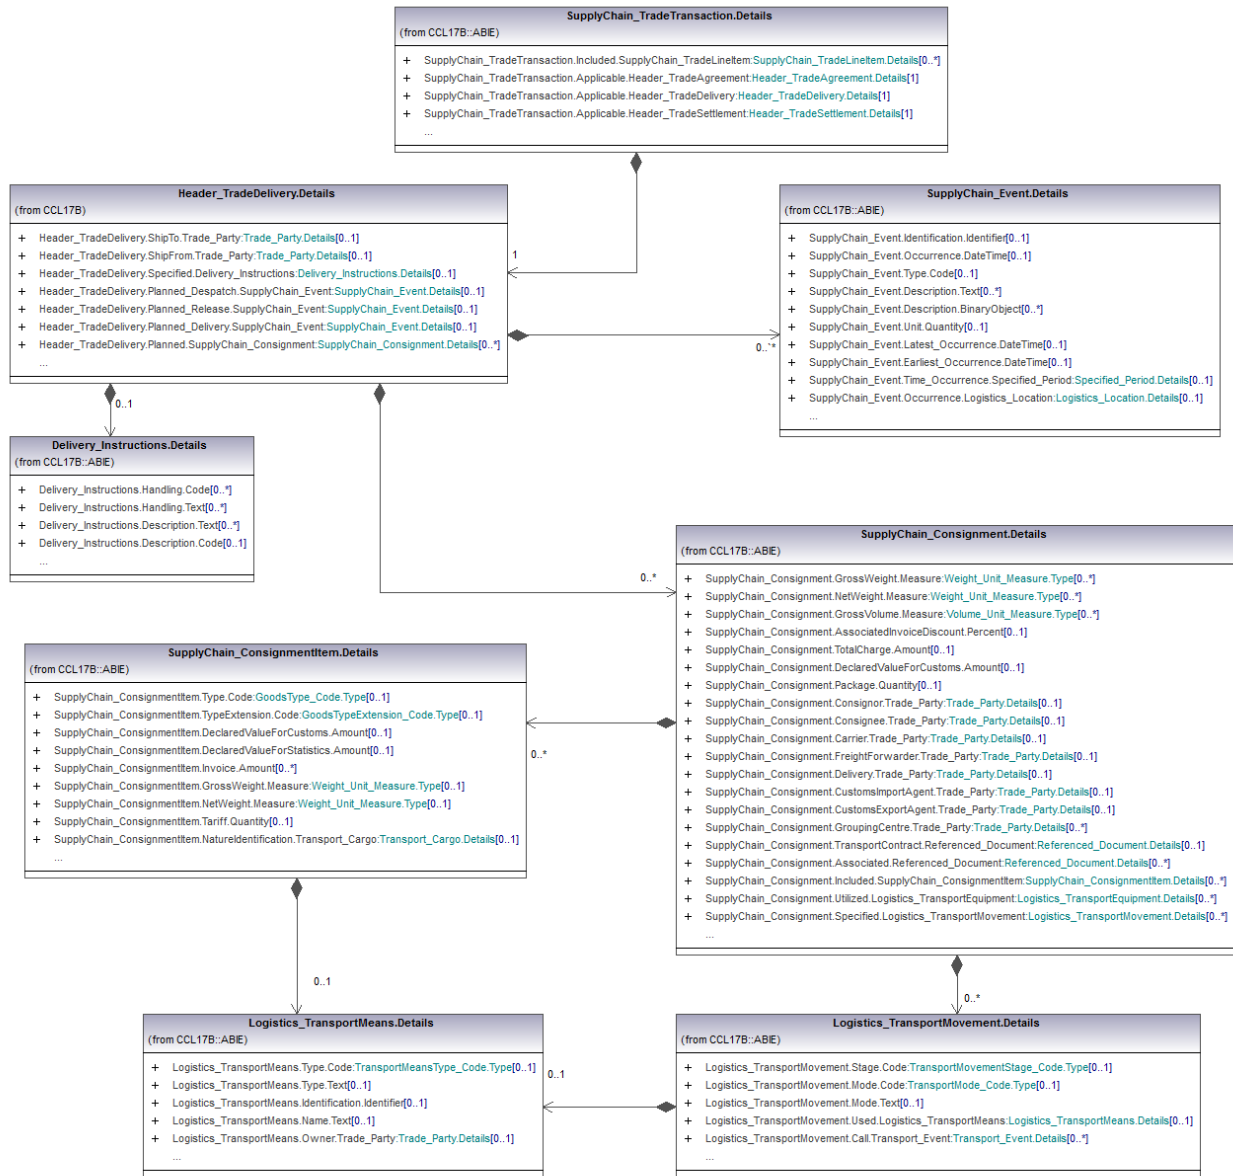 SupplyChain_TradeTransaction.Details
(from CCL17B::ABIE)
+ SupplyChain_TradeTransaction.Included.SupplyChain_TradeLineItem:SupplyChain_TradeLineItem.Details[0..*]
+ SupplyChain_TradeTransaction.Applicable.Header_TradeAgreement:Header_TradeAgreement.Details[1]
+ SupplyChain_TradeTransaction.Applicable.Header_TradeDelivery:Header_TradeDelivery.Details[1]
+ SupplyChain_TradeTransaction.Applicable.Header_TradeSettlement:Header_TradeSettlement.Details[1]
...
Header_TradeDelivery.Details
(from CCL17B)
+ Header_TradeDelivery.ShipTo.Trade_Party:Trade_Party.Details[0..1]
+ Header_TradeDelivery.ShipFrom.Trade_Party:Trade_Party.Details[0..1]
+ Header_TradeDelivery.Specified.Delivery_Instructions:Delivery_Instructions.Details[0..1]
+ Header_TradeDelivery.Planned_Despatch.SupplyChain_Event:SupplyChain_Event.Details[0..1]
+ Header_TradeDelivery.Planned_Release.SupplyChain_Event:SupplyChain_Event.Details[0..1]
+ Header_TradeDelivery.Planned_Delivery.SupplyChain_Event:SupplyChain_Event.Details[0..1]
+ Header_TradeDelivery.Planned.SupplyChain_Consignment:SupplyChain_Consignment.Details[0..*]
...
1
SupplyChain_Event.Details
(from CCL17B::ABIE)
+ SupplyChain_Event.Identification.Identifier[0..1]
+ SupplyChain_Event.Occurrence.DateTime[0..1]
+ SupplyChain_Event.Type.Code[0..1]
+ SupplyChain_Event.Description.Text[0..*]
+ SupplyChain_Event.Description.BinaryObject[0..*]
+ SupplyChain_Event.Unit.Quantity[0..1]
+ SupplyChain_Event.Latest_Occurrence.DateTime[0..1]
+ SupplyChain_Event.Earliest_Occurrence.DateTime[0..1]
+ SupplyChain_Event.Time_Occurrence.Specified_Period:Specified_Period.Details[0..1]
+ SupplyChain_Event.Occurrence.Logistics_Location:Logistics_Location.Details[0..1]
...
0..`*
0..1
Delivery_Instructions.Details
(from CCL17B::ABIE)
+ Delivery_Instructions.Handling.Code[0..*]
+ Delivery_Instructions.Handling.Text[0..*]
+ Delivery_Instructions.Description.Text[0..*]
+ Delivery_Instructions.Description.Code[0..1]
...
0..*
SupplyChain_Consignment.Details
(from CCL17B::ABIE)
+ SupplyChain_Consignment.GrossWeight.Measure:Weight_Unit_Measure.Type[0..*]
+ SupplyChain_Consignment.NetWeight.Measure:Weight_Unit_Measure.Type[0..*]
+ SupplyChain_Consignment.GrossVolume.Measure:Volume_Unit_Measure.Type[0..*]
+ SupplyChain_Consignment.AssociatedInvoiceDiscount.Percent[0..1]
+ SupplyChain_Consignment.TotalCharge.Amount[0..1]
+ SupplyChain_Consignment.DeclaredValueForCustoms.Amount[0..1]
+ SupplyChain_Consignment.Package.Quantity[0..1]
+ SupplyChain_Consignment.Consignor.Trade_Party:Trade_Party.Details[0..1]
+ SupplyChain_Consignment.Consignee.Trade_Party:Trade_Party.Details[0..1]
+ SupplyChain_Consignment.Carrier.Trade_Party:Trade_Party.Details[0..1]
+ SupplyChain_Consignment.FreightForwarder.Trade_Party:Trade_Party.Details[0..1]
+ SupplyChain_Consignment.Delivery.Trade_Party:Trade_Party.Details[0..1]
+ SupplyChain_Consignment.CustomsImportAgent.Trade_Party:Trade_Party.Details[0..1]
+ SupplyChain_Consignment.CustomsExportAgent.Trade_Party:Trade_Party.Details[0..1]
+ SupplyChain_Consignment.GroupingCentre.Trade_Party:Trade_Party.Details[0..*]
+ SupplyChain_Consignment.TransportContract.Referenced_Document:Referenced_Document.Details[0..1]
+ SupplyChain_Consignment.Associated.Referenced_Document:Referenced_Document.Details[0..*]
+ SupplyChain_Consignment.Included.SupplyChain_ConsignmentItem:SupplyChain_ConsignmentItem.Details[0..*]
+ SupplyChain_Consignment.Utilized.Logistics_TransportEquipment:Logistics_TransportEquipment.Details[0..*]
+ SupplyChain_Consignment.Specified.Logistics_TransportMovement:Logistics_TransportMovement.Details[0..*]
...
SupplyChain_ConsignmentItem.Details
(from CCL17B::ABIE)
+ SupplyChain_ConsignmentItem.Type.Code:GoodsType_Code.Type[0..1]
+ SupplyChain_ConsignmentItem.TypeExtension.Code:GoodsTypeExtension_Code.Type[0..1]
+ SupplyChain_ConsignmentItem.DeclaredValueForCustoms.Amount[0..1]
+ SupplyChain_ConsignmentItem.DeclaredValueForStatistics.Amount[0..1]
+ SupplyChain_ConsignmentItem.Invoice.Amount[0..*]
+ SupplyChain_ConsignmentItem.GrossWeight.Measure:Weight_Unit_Measure.Type[0..1]
+ SupplyChain_ConsignmentItem.NetWeight.Measure:Weight_Unit_Measure.Type[0..1]
+ SupplyChain_ConsignmentItem.Tariff.Quantity[0..1]
+ SupplyChain_ConsignmentItem.NatureIdentification.Transport_Cargo:Transport_Cargo.Details[0..1]
...
0..*
0..1
0..*
Logistics_TransportMeans.Details
(from CCL17B::ABIE)
+ Logistics_TransportMeans.Type.Code:TransportMeansType_Code.Type[0..1]
+ Logistics_TransportMeans.Type.Text[0..1]
+ Logistics_TransportMeans.Identification.Identifier[0..1]
+ Logistics_TransportMeans.Name.Text[0..1]
+ Logistics_TransportMeans.Owner.Trade_Party:Trade_Party.Details[0..1]
...
0..1
Logistics_TransportMovement.Details
(from CCL17B::ABIE)
+ Logistics_TransportMovement.Stage.Code:TransportMovementStage_Code.Type[0..1]
+ Logistics_TransportMovement.Mode.Code:TransportMode_Code.Type[0..1]
+ Logistics_TransportMovement.Mode.Text[0..1]
+ Logistics_TransportMovement.Used.Logistics_TransportMeans:Logistics_TransportMeans.Details[0..1]
+ Logistics_TransportMovement.Call.Transport_Event:Transport_Event.Details[0..*]
...